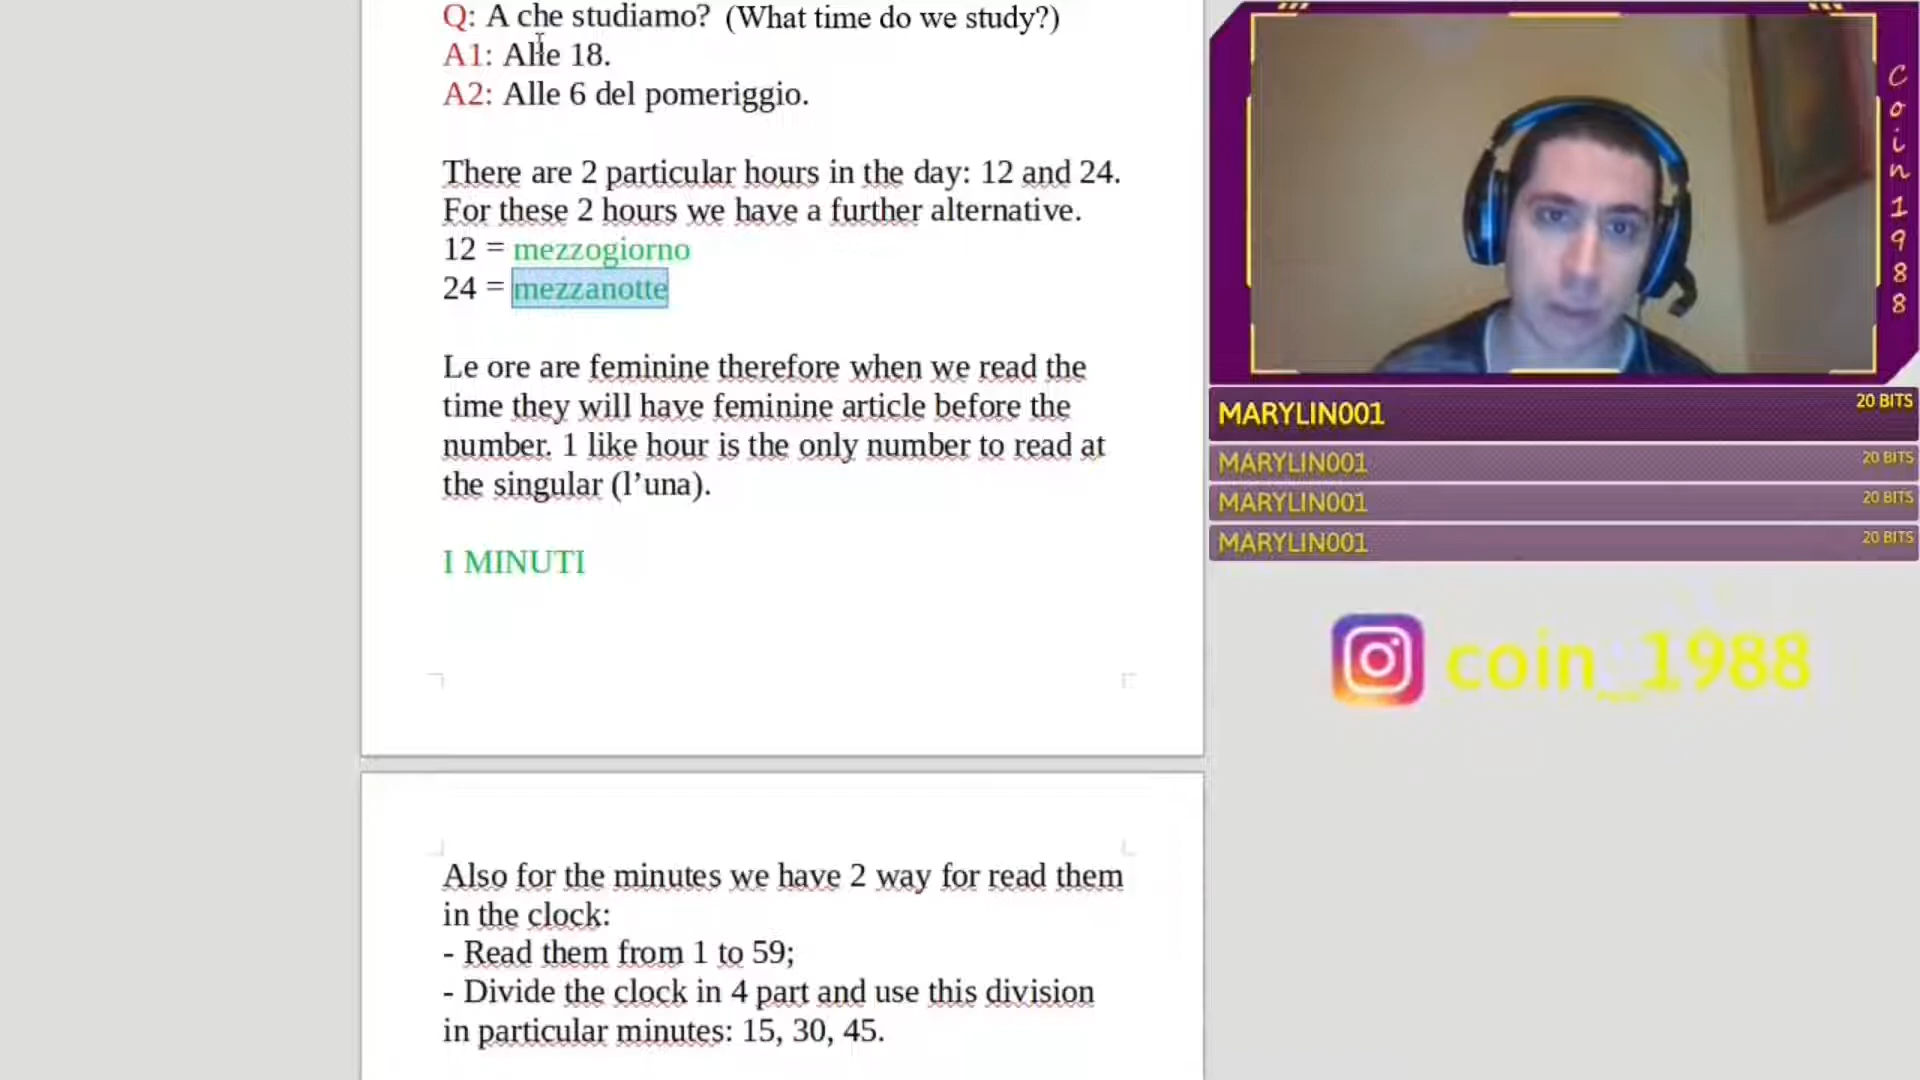 Q: A che studiamo? (What time do we study?)
A1: Alle 18.
A2: Alle 6 del pomeriggio.
There are 2 particular hours in the day: 12 and 24.
For these 2 hours we have a further alternative.
12 = mezzogiorno
24 = mezzanotte
Le ore are feminine therefore when we read the
time they will have feminine article before the
number. 1 like hour is the only number to read at
the singular (l’una).
I MINUTI
Also for the minutes we have 2 way for read them
in the clock:
- Read them from 1 to 59;
- Divide the clock in 4 part and use this division
in particular minutes: 15, 30, 45.
Coin1988
MARYLIN001 20 BITS
MARYLIN001 20 BITS
MARYLIN001 20 BITS
MARYLIN001 20 BITS
coin_1988